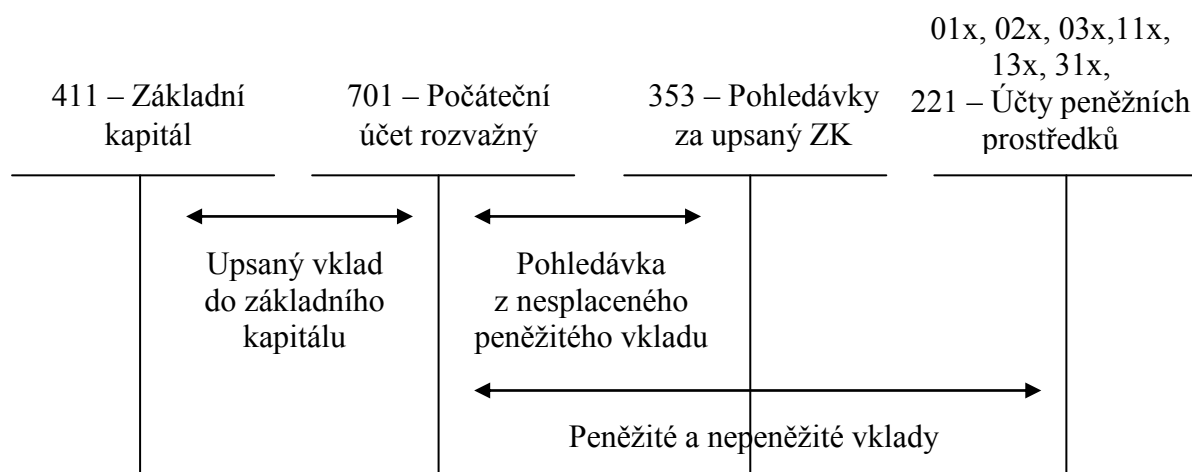 411 – Základní
kapitál
701 – Počáteční
účet rozvažný
353 – Pohledávky
za upsaný ZK
01x, 02x, 03x,11x,
13x, 31x,
221 – Účty peněžních
prostředků
Upsaný vklad
do základního
kapitálu
Pohledávka
z nesplaceného
peněžitého vkladu
Peněžité a nepeněžité vklady